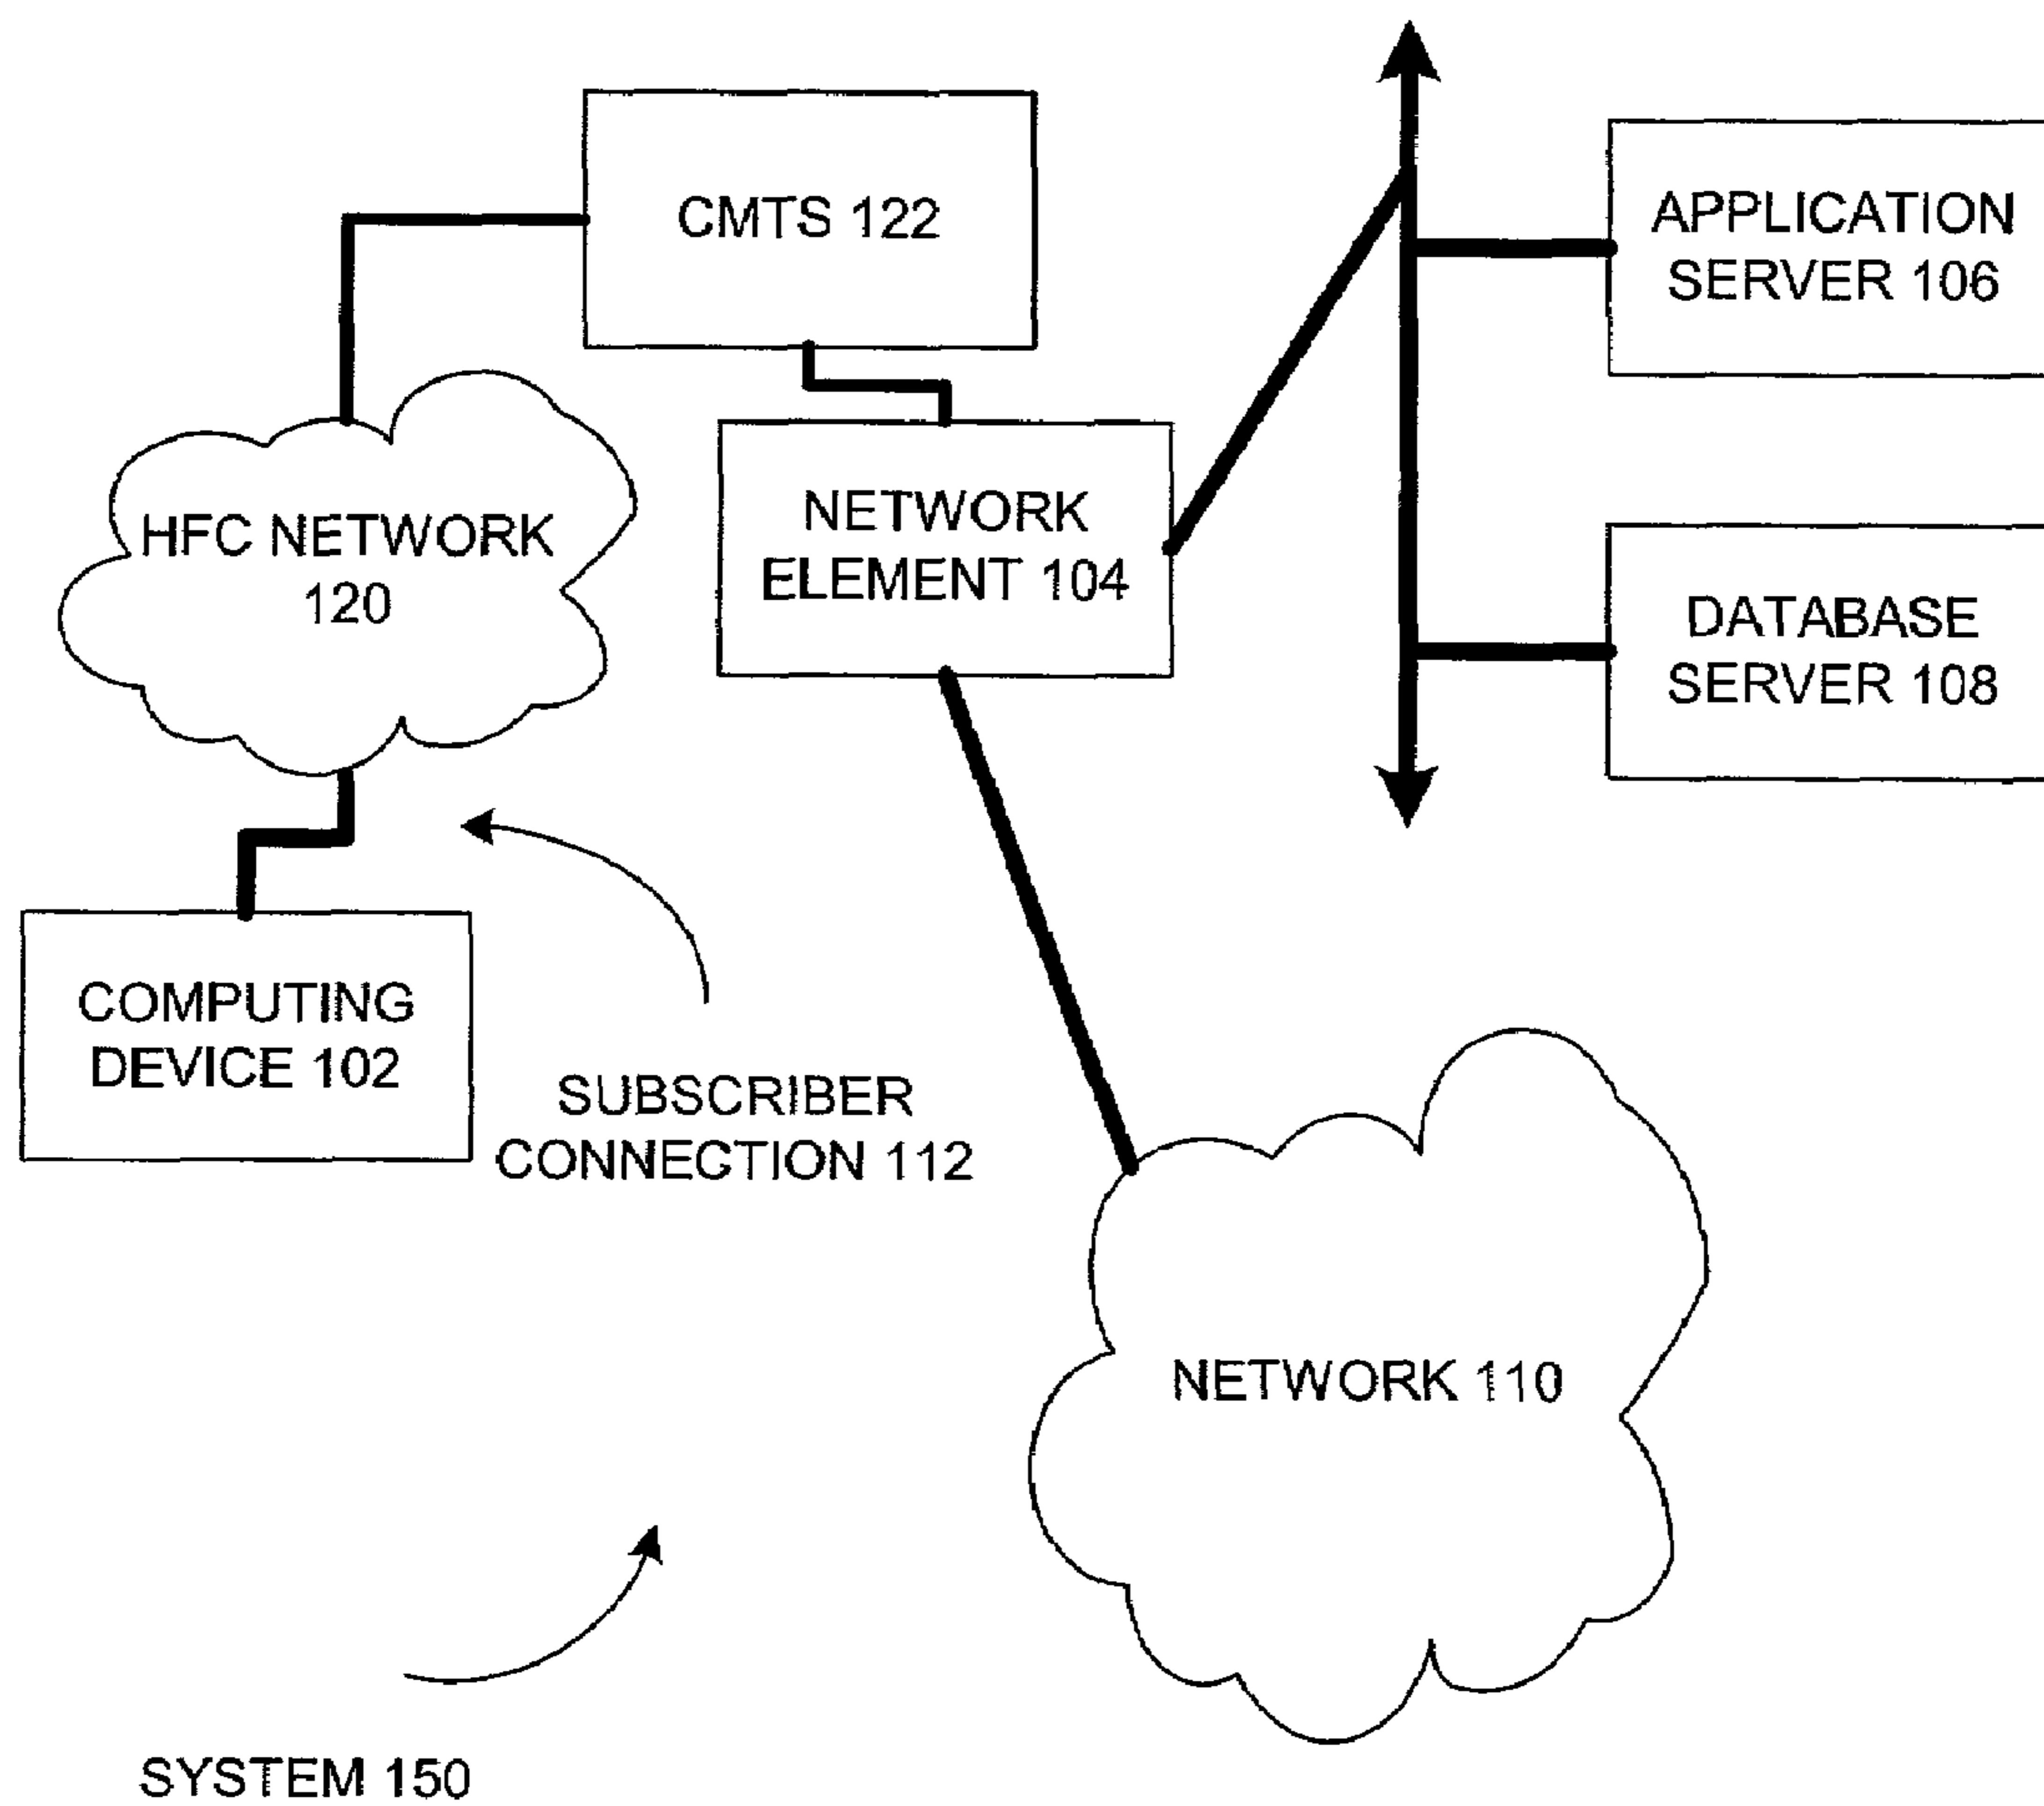 CMTS 122
APPLICATION
SERVER 106
HFC NETWORK
120
NETWORK
ELEMENT 104
DATABASE
SERVER 108
COMPUTING
DEVICE 102
SUBSCRIBER
CONNECTION 112
NETWORK 110
SYSTEM 150